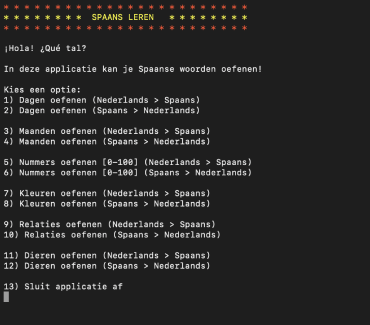 * * * * * * * * * * * * * * * * * * * * * * * *
* * * * * * * * SPAANS LEREN * * * * * * * *
* * * * * * * * * * * * * * * * * * * * * * * *
¡Hola! ¿Qué tal?
In deze applicatie kan je Spaanse woorden oefenen!
Kies een optie:
1) Dagen oefenen (Nederlands > Spaans)
2) Dagen oefenen (Spaans > Nederlands)
3) Maanden oefenen (Nederlands > Spaans)
4) Maanden oefenen (Spaans > Nederlands)
5) Nummers oefenen [0-100] (Nederlands > Spaans)
6) Nummers oefenen [0-100] (Spaans > Nederlands)
7) Kleuren oefenen (Nederlands > Spaans)
8) Kleuren oefenen (Spaans > Nederlands)
9) Relaties oefenen (Nederlands > Spaans)
10) Relaties oefenen (Spaans > Nederlands)
11) Dieren oefenen (Nederlands > Spaans)
12) Dieren oefenen (Spaans > Nederlands)
13) Sluit applicatie af